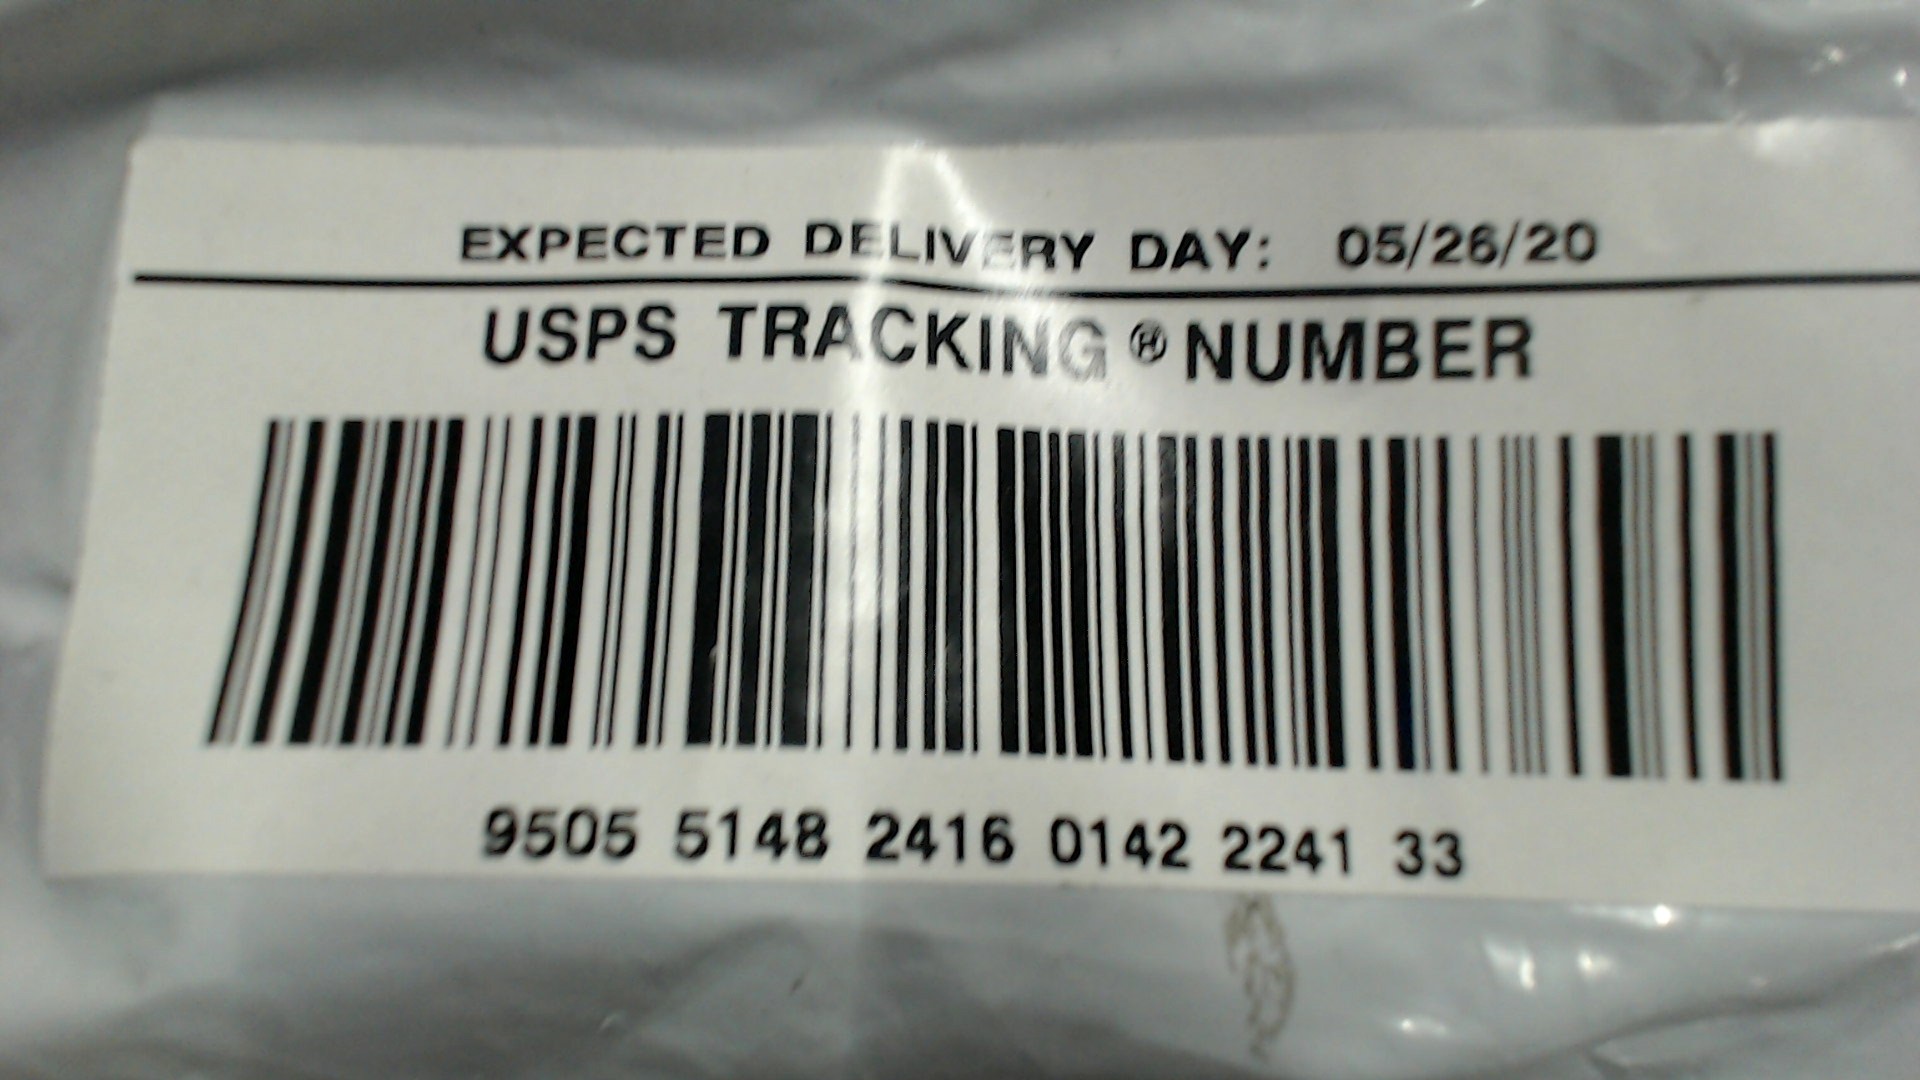 EXPECTED DELIVERY DAY: 05/26/20
USPS TRACKING ® NUMBER
9505 5148 2416 0142 2241 33